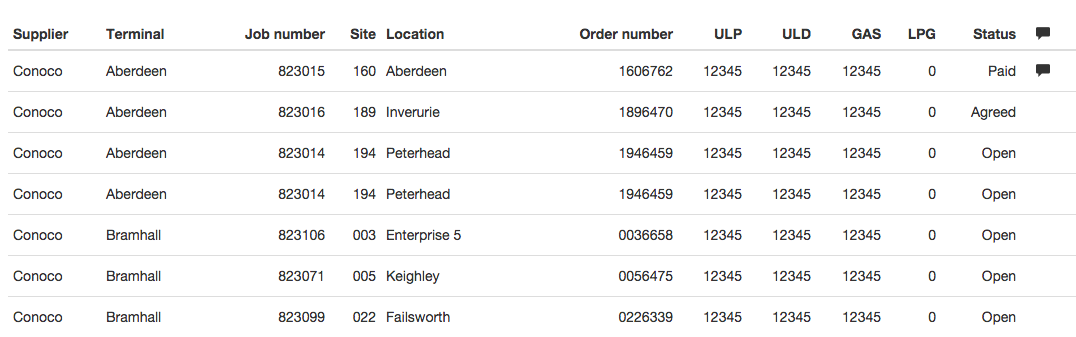 Supplier Terminal Job number Site Location Order number ULP ULD GAS LPG Status
Conoco Aberdeen 823015 160 Aberdeen 1606762 12345 12345 12345 0 Paid
Conoco Aberdeen 823016 189 Inverurie 1896470 12345 12345 12345 0 Agreed
Conoco Aberdeen 823014 194 Peterhead 1946459 12345 12345 12345 0 Open
Conoco Aberdeen 823014 194 Peterhead 1946459 12345 12345 12345 0 Open
Conoco Bramhall 823106 003 Enterprise 5 0036658 12345 12345 12345 0 Open
Conoco Bramhall 823071 005 Keighley 0056475 12345 12345 12345 0 Open
Conoco Bramhall 823099 022 Failsworth 0226339 12345 12345 12345 0 Open